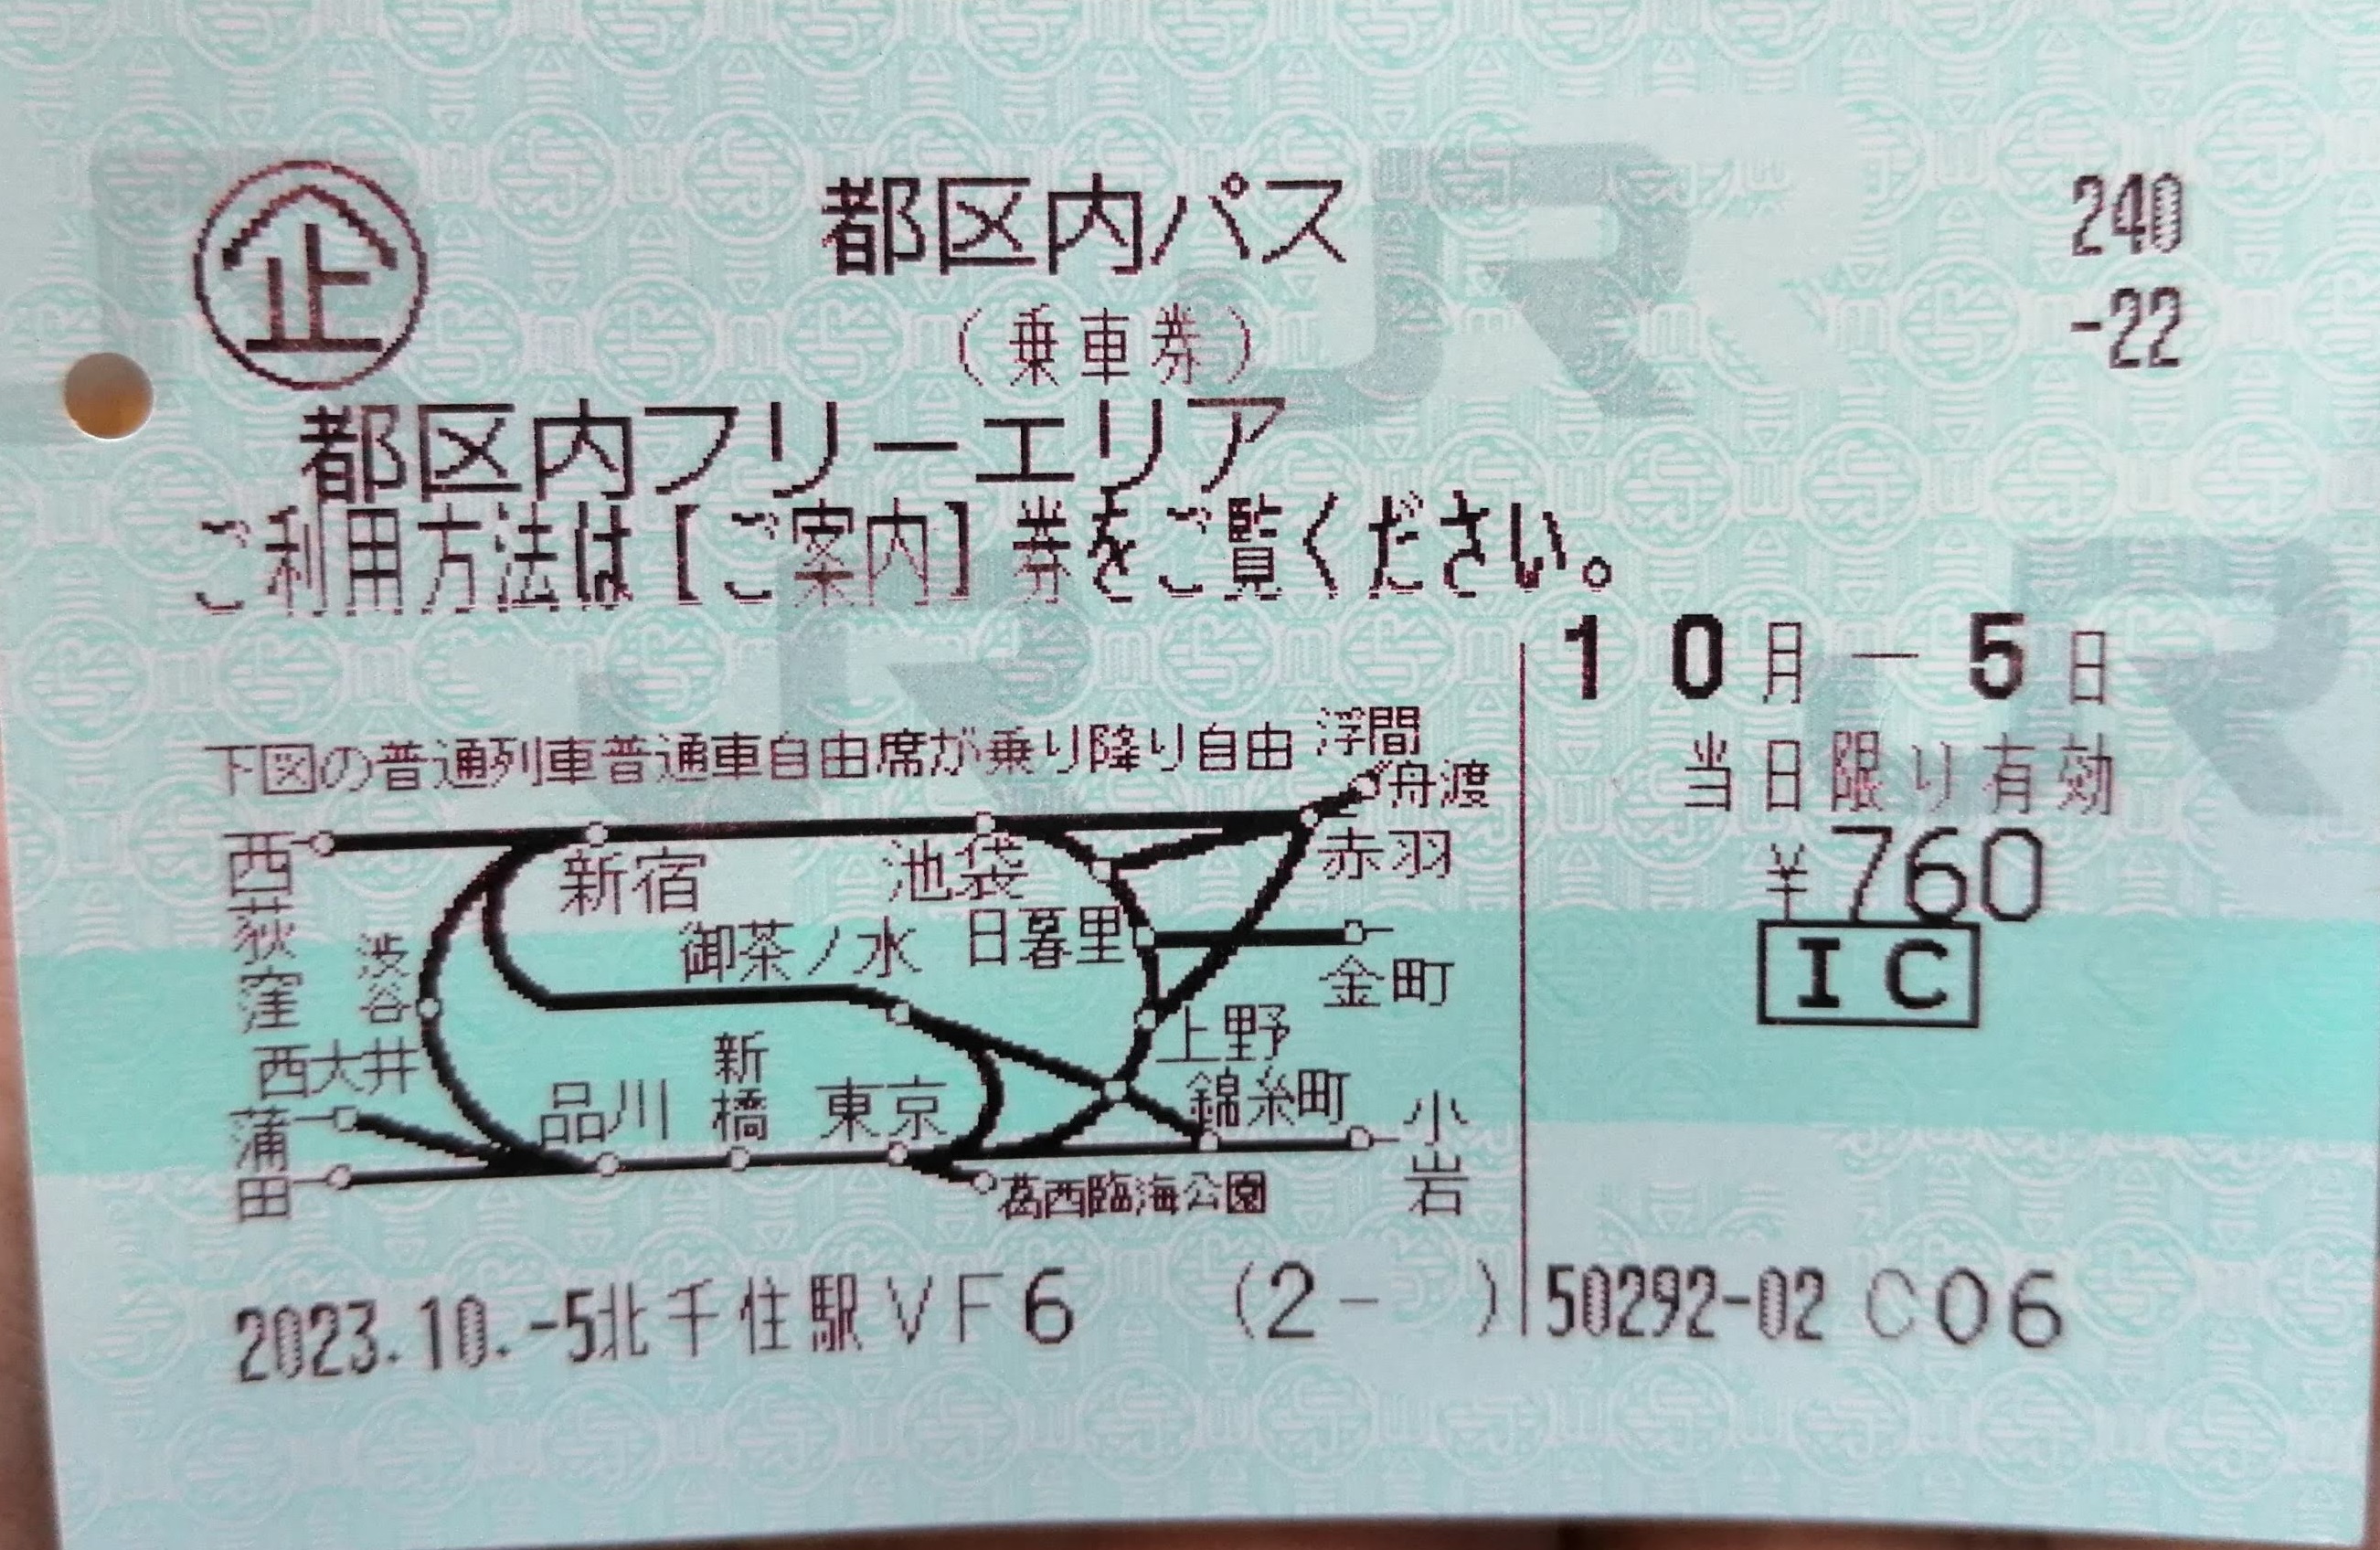 企
都区内パス
240
(乗車券)
-22
都区内フリーエリア
ご利用方法は【ご案内】券をご覧ください。
10月-5日
下図の普通列車普通車自由席が乗り降り自由
当日限り有効
浮間
舟渡
¥760
IC
西荻窪
新宿
池袋
赤羽
渋谷
御茶ノ水
日暮里
金町
西大井
新橋
上野
蒲田
品川
東京
錦糸町
小岩
葛西臨海公園
2023.10.-5北千住駅VF6 (2- )
50292-02 C06
JR
JR
JR